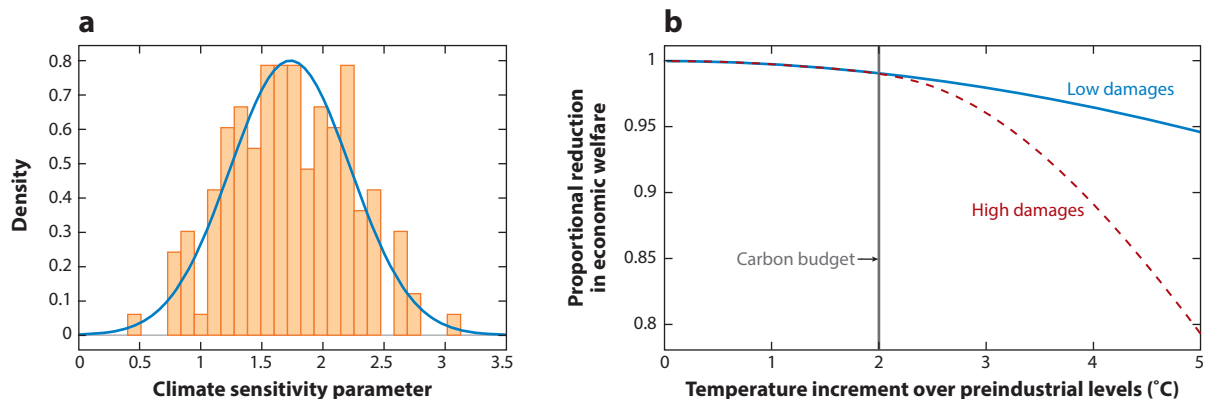 a
0.8
0.7
0.6
0.5
0.4
0.3
0.2
0.1
0
Density
0 0.5 1 1.5 2 2.5 3 3.5
Climate sensitivity parameter
b
1
0.95
0.9
0.85
0.8
Proportional reduction
in economic welfare
Low damages
High damages
Carbon budget
0 1 2 3 4 5
Temperature increment over preindustrial levels (˚C)